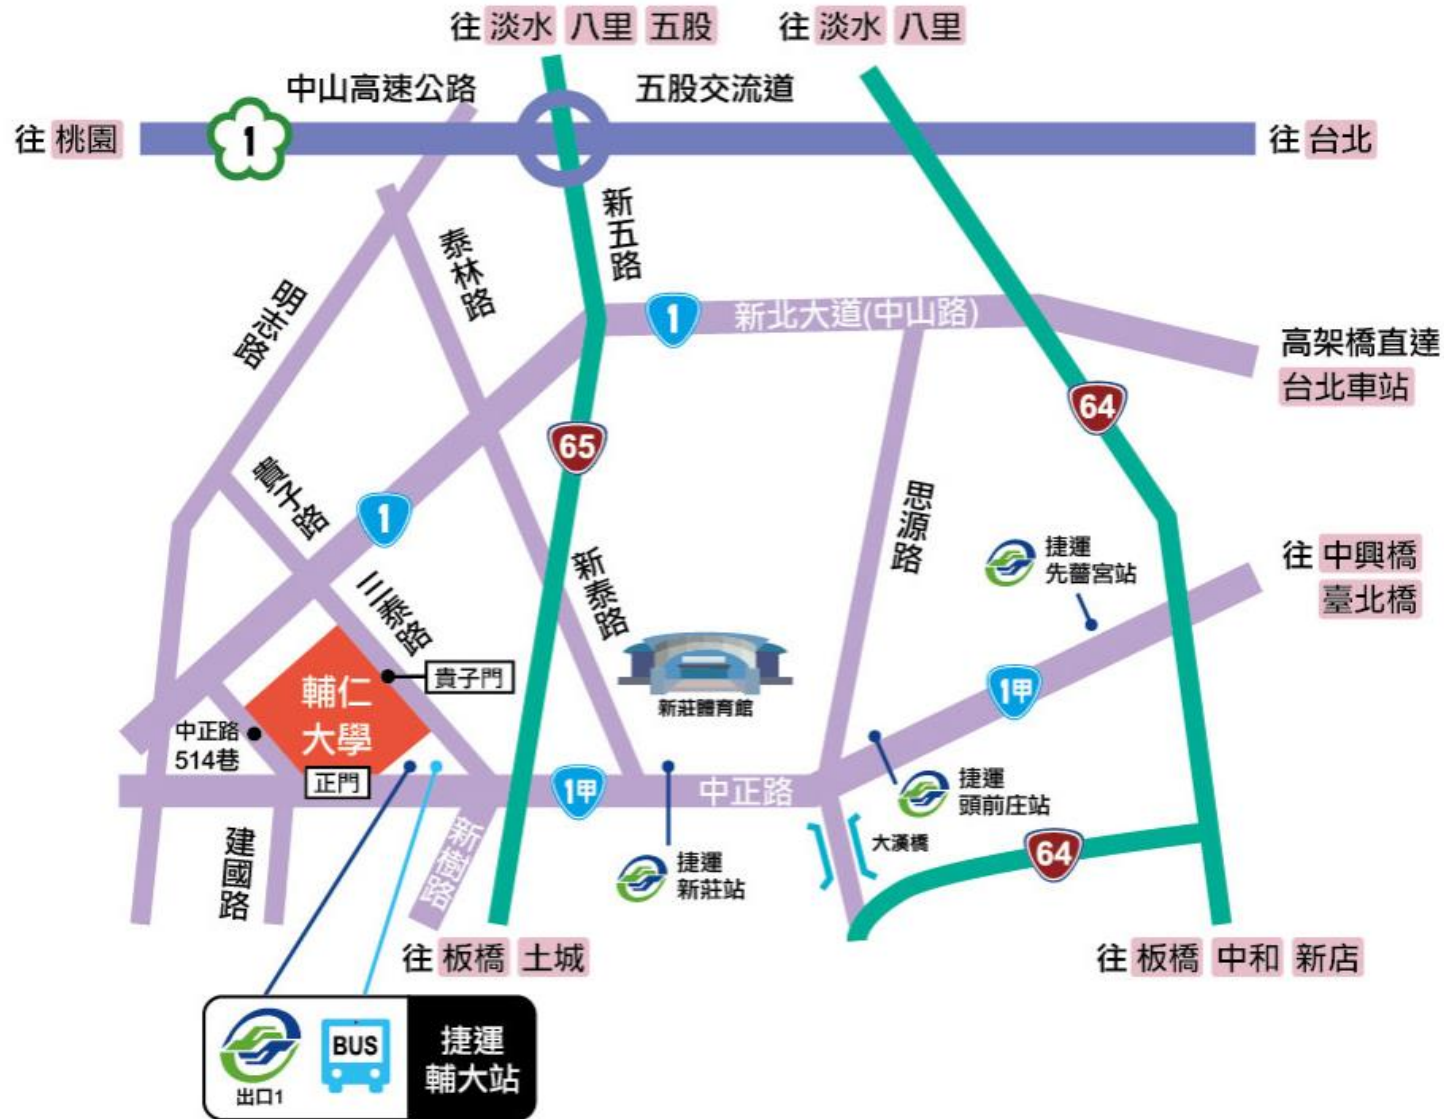 往 淡水 八里 五股
往 淡水 八里
中山高速公路
五股交流道
往 桃園
1
往 台北
新五路
泰林路
明志路
1
新北大道(中山路)
高架橋直達
台北車站
64
65
貴子路
1
思源路
捷運
先嗇宮站
往 中興橋
臺北橋
新泰路
三泰路
貴子門
輔仁
大學
新莊體育館
1甲
中正路
514巷
正門
1甲
中正路
捷運
頭前庄站
大漢橋
64
建國路
新樹路
捷運
新莊站
往 板橋 土城
往 板橋 中和 新店
BUS
出口1
捷運
輔大站